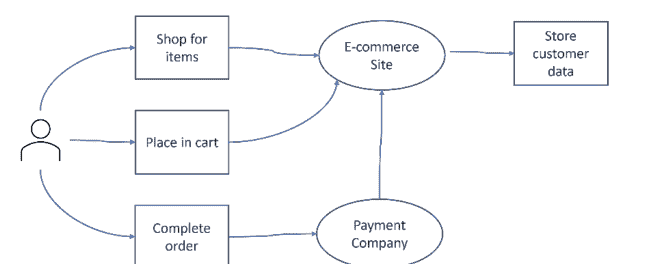 Shop for
items
E-commerce
Site
Store
customer
data
Place in cart
Complete
order
Payment
Company